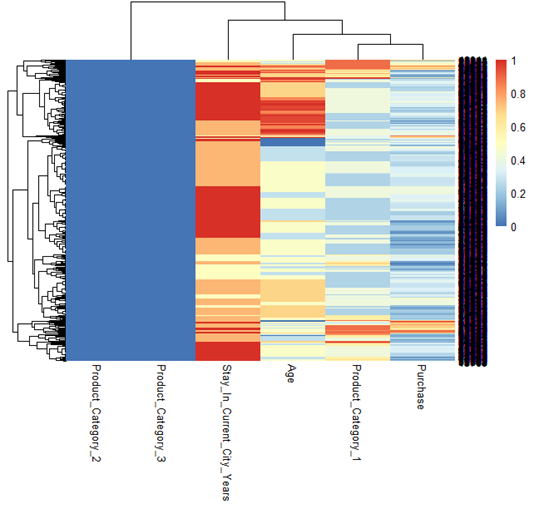 1
0.8
0.6
0.4
0.2
0
Product_Category_2
Product_Category_3
Stay_In_Current_City_Years
Age
Product_Category_1
Purchase